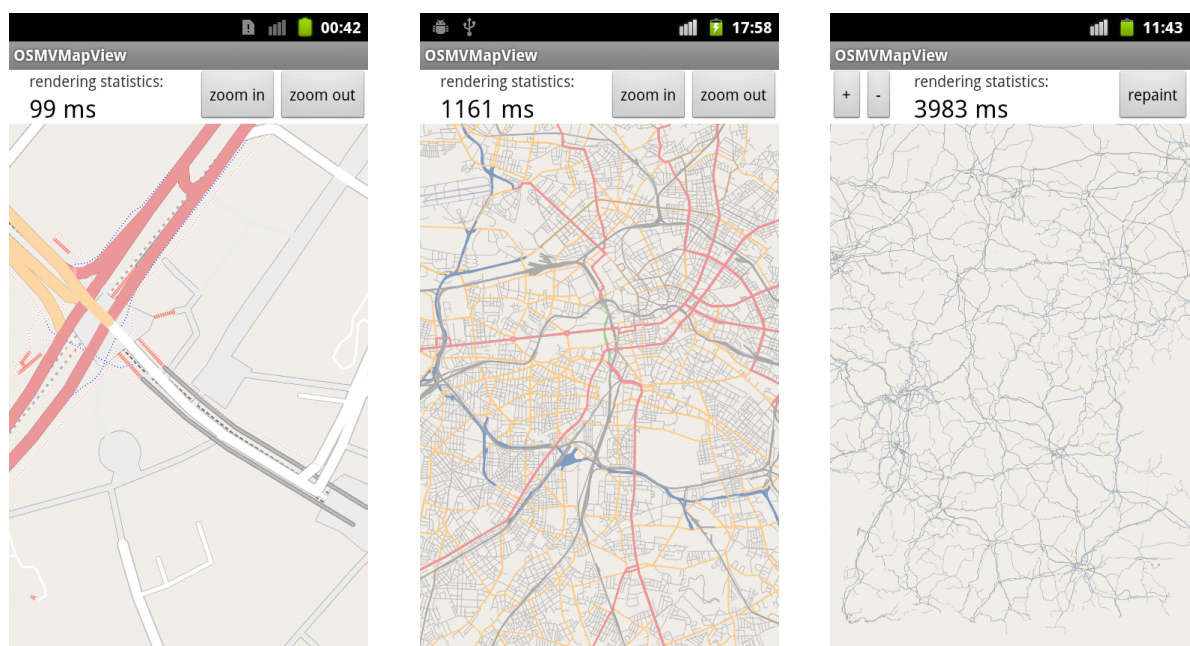 00:42
OSMVMapView
rendering statistics:
99 ms
zoom in
zoom out
17:58
OSMVMapView
rendering statistics:
1161 ms
zoom in
zoom out
11:43
OSMVMapView
+
-
rendering statistics:
3983 ms
repaint